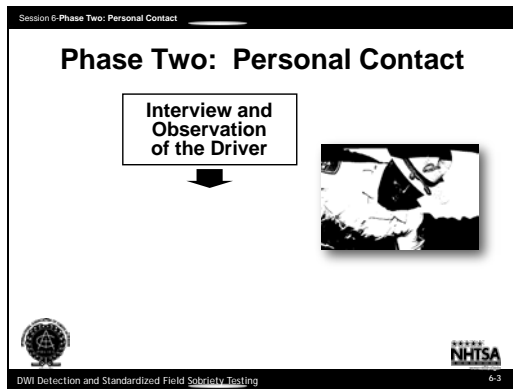 Session 6-Phase Two: Personal Contact
Phase Two: Personal Contact
Interview and
Observation
of the Driver
NHTSA
DWI Detection and Standardized Field Sobriety Testing
6-3